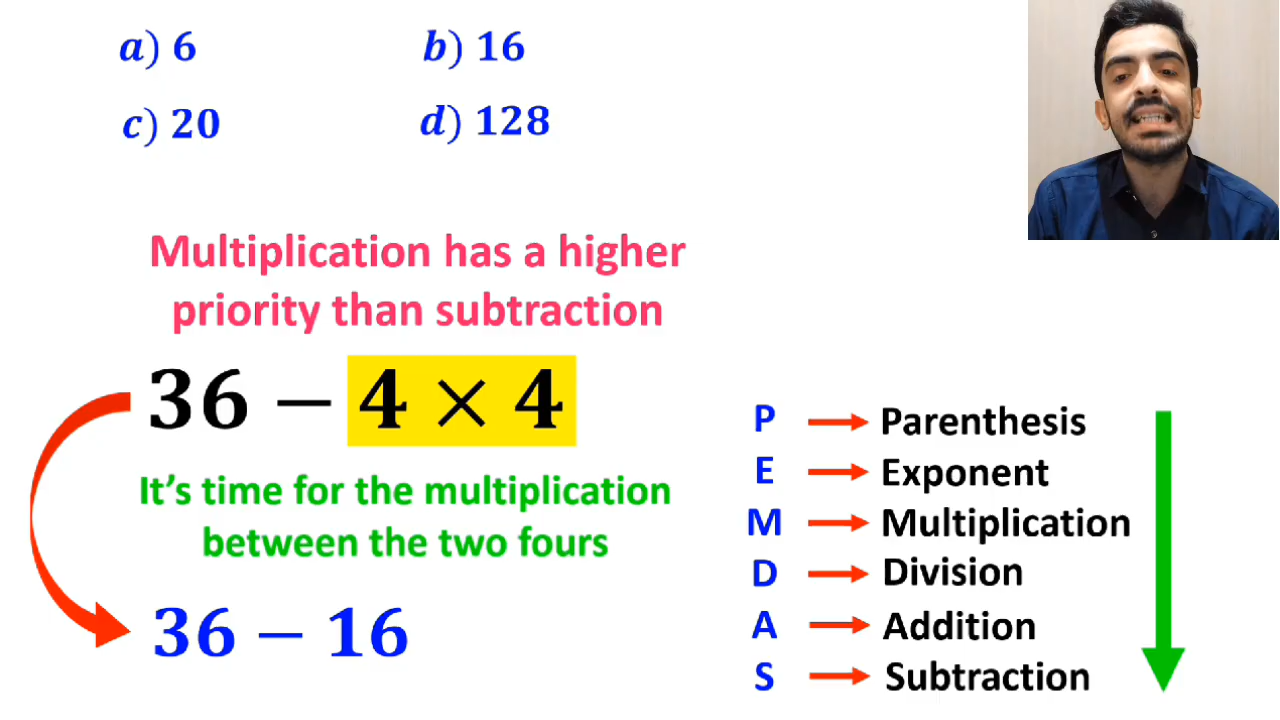 a) 6
b) 16
c) 20
d) 128
Multiplication has a higher
priority than subtraction
36 − 4 × 4
It’s time for the multiplication
between the two fours
36 − 16
P → Parenthesis
E → Exponent
M → Multiplication
D → Division
A → Addition
S → Subtraction